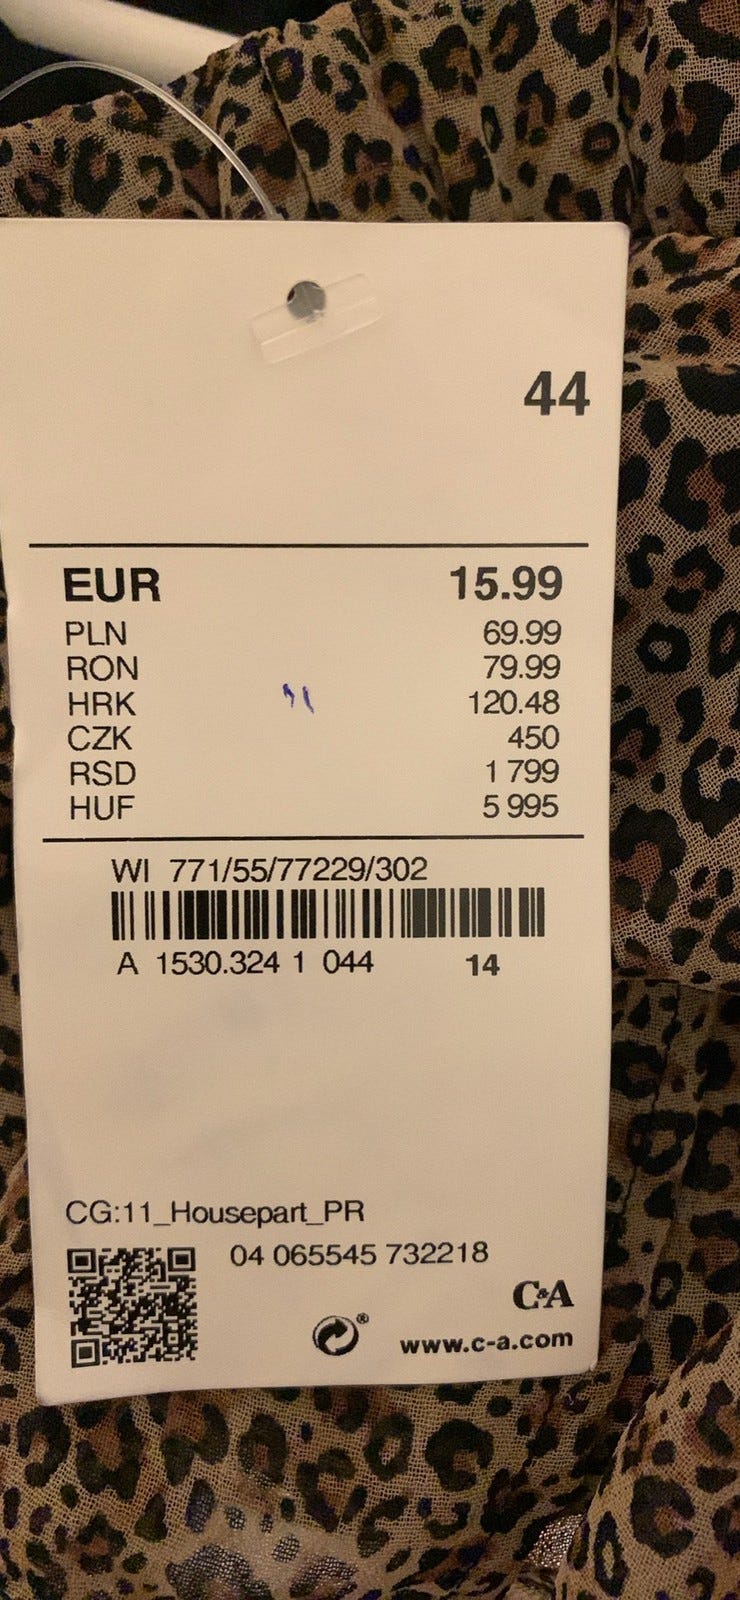 44
EUR 15.99
PLN 69.99
RON 79.99
HRK 120.48
CZK 450
RSD 1 799
HUF 5 995
WI 771/55/77229/302
A 1530.324 1 044 14
CG:11_Housepart_PR
04 065545 732218
C&A
®
www.c-a.com